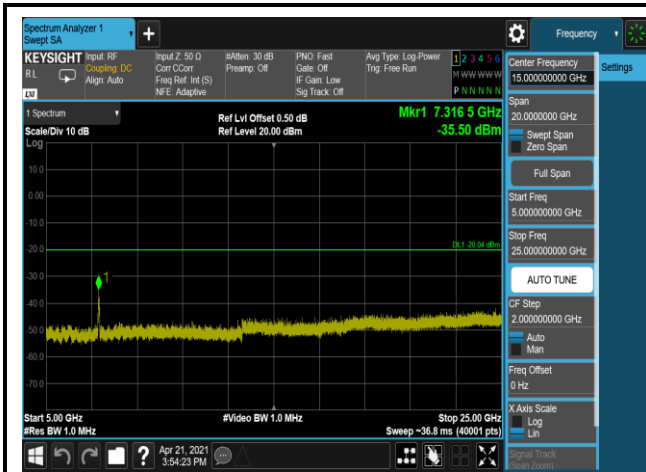 Spectrum Analyzer 1
Swept SA
+
Frequency
KEYSIGHT
RL
LXI
Input: RF
Coupling: DC
Align: Auto
Input Z: 50 Ω
Corr CCorr
Freq Ref: Int (S)
NFE: Adaptive
#Atten: 30 dB
Preamp: Off
PNO: Fast
Gate: Off
IF Gain: Low
Sig Track: Off
Avg Type: Log-Power
Trig: Free Run
1 2 3 4 5 6
M W W W W W
P N N N N N
1 Spectrum
Scale/Div 10 dB
Ref Lvl Offset 0.50 dB
Ref Level 20.00 dBm
Mkr1 7.316 5 GHz
-35.50 dBm
Log
10.0
0.00
-10.0
-20.0
-30.0
-40.0
-50.0
-60.0
-70.0
DL1 -20.04 dBm
1
Start 5.00 GHz
#Res BW 1.0 MHz
#Video BW 1.0 MHz
Stop 25.00 GHz
Sweep ~36.8 ms (40001 pts)
?
Apr 21, 2021
3:54:23 PM
Center Frequency
15.000000000 GHz
Span
20.0000000 GHz
Swept Span
Zero Span
Full Span
Start Freq
5.000000000 GHz
Stop Freq
25.000000000 GHz
AUTO TUNE
CF Step
2.000000000 GHz
Auto
Man
Freq Offset
0 Hz
X Axis Scale
Log
Lin
Signal Track
(Span Zoom)
Settings